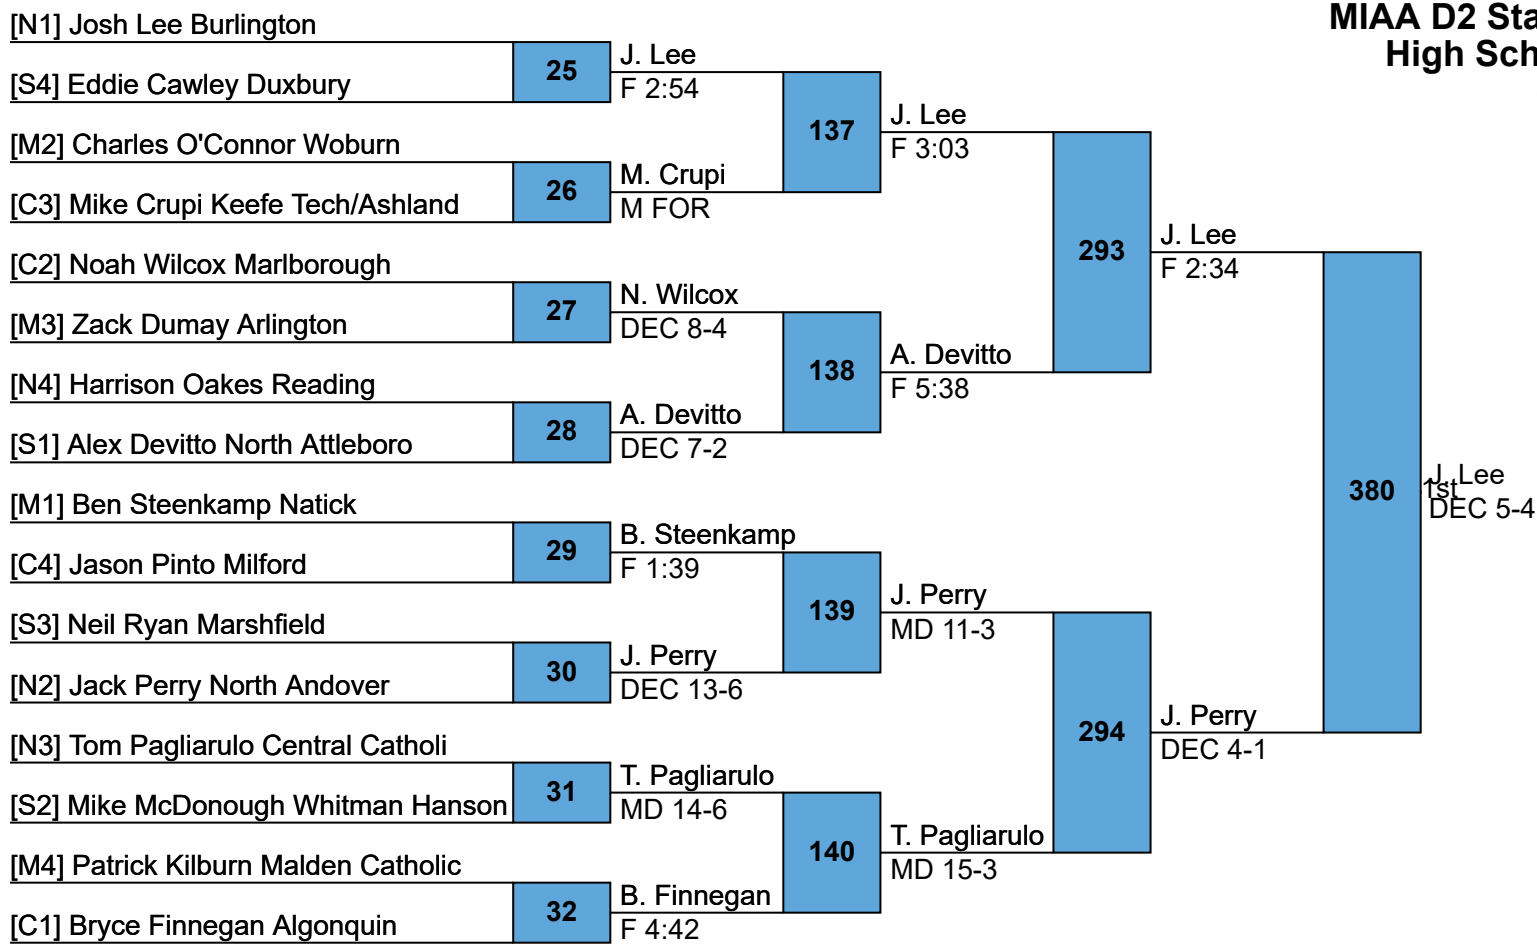 MIAA D2 Sta
High Sch
[N1] Josh Lee Burlington
[S4] Eddie Cawley Duxbury
[M2] Charles O'Connor Woburn
[C3] Mike Crupi Keefe Tech/Ashland
[C2] Noah Wilcox Marlborough
[M3] Zack Dumay Arlington
[N4] Harrison Oakes Reading
[S1] Alex Devitto North Attleboro
[M1] Ben Steenkamp Natick
[C4] Jason Pinto Milford
[S3] Neil Ryan Marshfield
[N2] Jack Perry North Andover
[N3] Tom Pagliarulo Central Catholi
[S2] Mike McDonough Whitman Hanson
[M4] Patrick Kilburn Malden Catholic
[C1] Bryce Finnegan Algonquin
25
26
27
28
29
30
31
32
J. Lee
F 2:54
M. Crupi
M FOR
N. Wilcox
DEC 8-4
A. Devitto
DEC 7-2
B. Steenkamp
F 1:39
J. Perry
DEC 13-6
T. Pagliarulo
MD 14-6
B. Finnegan
F 4:42
137
138
139
140
J. Lee
F 3:03
A. Devitto
F 5:38
J. Perry
MD 11-3
T. Pagliarulo
MD 15-3
293
294
J. Lee
F 2:34
J. Perry
DEC 4-1
380
J. Lee
1st
DEC 5-4